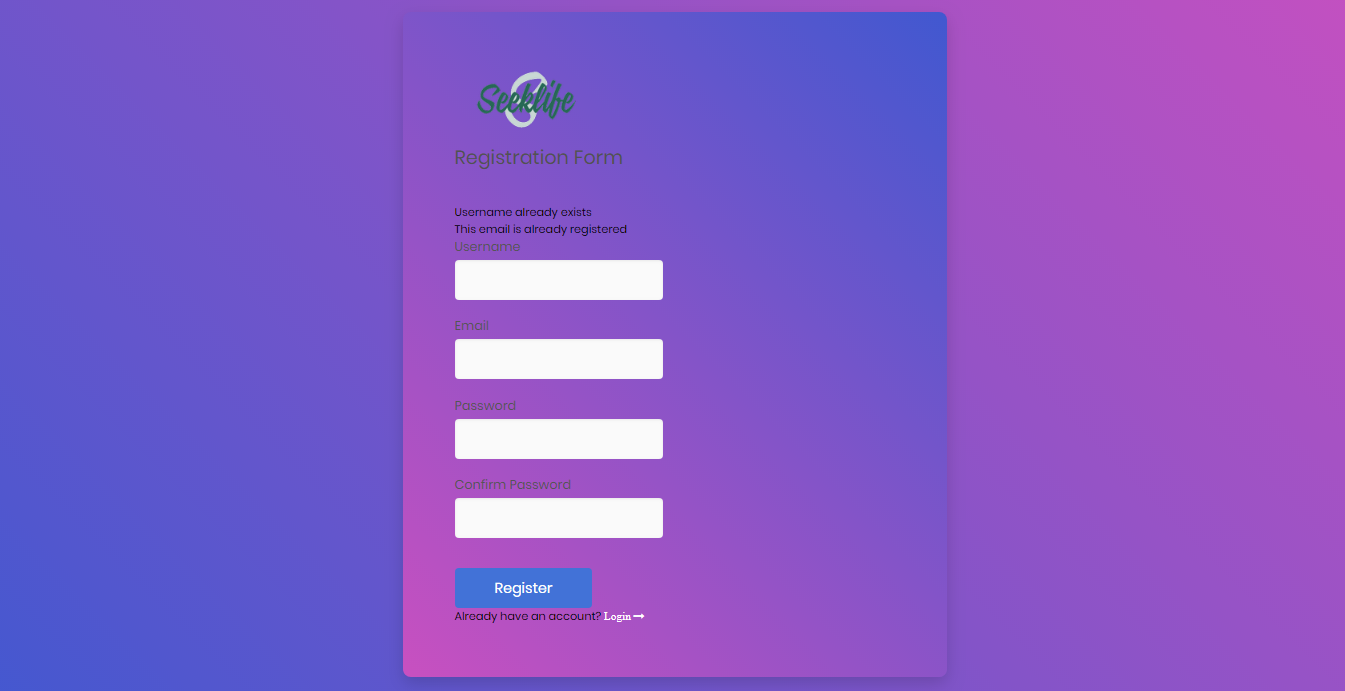 Seeklife
Registration Form
Username already exists
This email is already registered
Username
Email
Password
Confirm Password
Register
Already have an account? Login